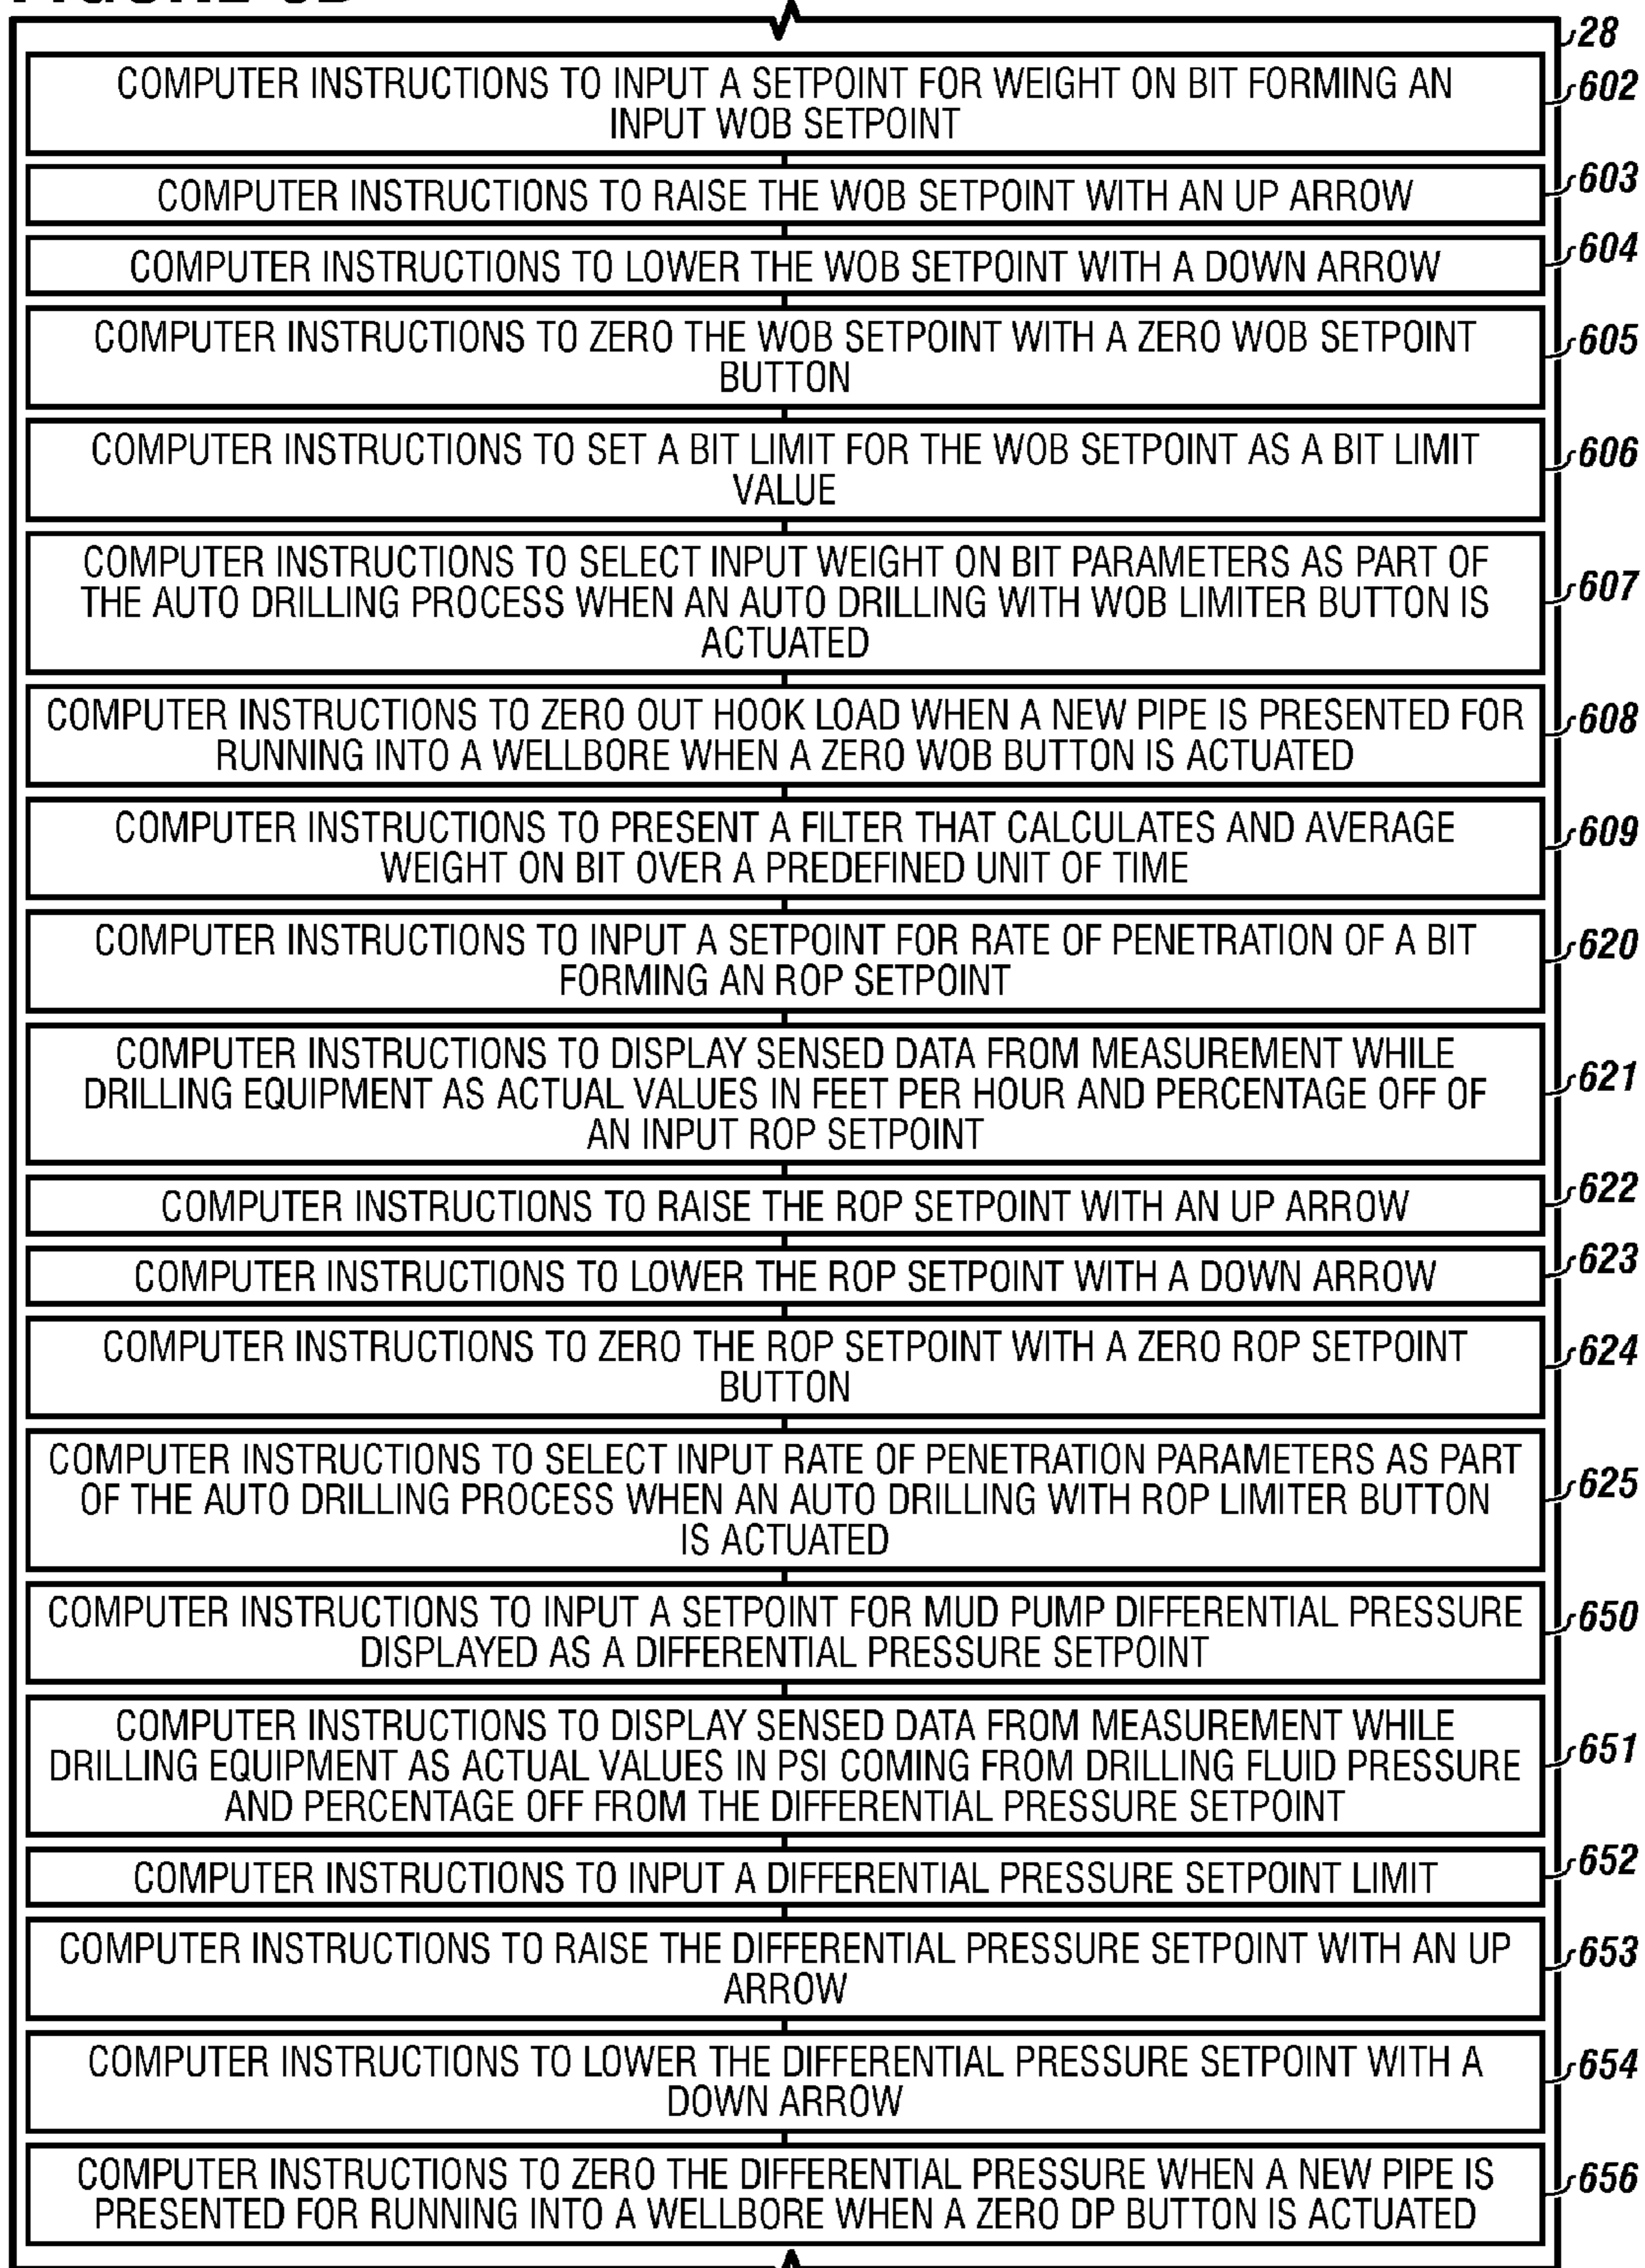 28
COMPUTER INSTRUCTIONS TO INPUT A SETPOINT FOR WEIGHT ON BIT FORMING AN
INPUT WOB SETPOINT
602
COMPUTER INSTRUCTIONS TO RAISE THE WOB SETPOINT WITH AN UP ARROW
603
COMPUTER INSTRUCTIONS TO LOWER THE WOB SETPOINT WITH A DOWN ARROW
604
COMPUTER INSTRUCTIONS TO ZERO THE WOB SETPOINT WITH A ZERO WOB SETPOINT
BUTTON
605
COMPUTER INSTRUCTIONS TO SET A BIT LIMIT FOR THE WOB SETPOINT AS A BIT LIMIT
VALUE
606
COMPUTER INSTRUCTIONS TO SELECT INPUT WEIGHT ON BIT PARAMETERS AS PART OF
THE AUTO DRILLING PROCESS WHEN AN AUTO DRILLING WITH WOB LIMITER BUTTON IS
ACTUATED
607
COMPUTER INSTRUCTIONS TO ZERO OUT HOOK LOAD WHEN A NEW PIPE IS PRESENTED FOR
RUNNING INTO A WELLBORE WHEN A ZERO WOB BUTTON IS ACTUATED
608
COMPUTER INSTRUCTIONS TO PRESENT A FILTER THAT CALCULATES AND AVERAGE
WEIGHT ON BIT OVER A PREDEFINED UNIT OF TIME
609
COMPUTER INSTRUCTIONS TO INPUT A SETPOINT FOR RATE OF PENETRATION OF A BIT
FORMING AN ROP SETPOINT
620
COMPUTER INSTRUCTIONS TO DISPLAY SENSED DATA FROM MEASUREMENT WHILE
DRILLING EQUIPMENT AS ACTUAL VALUES IN FEET PER HOUR AND PERCENTAGE OFF OF
AN INPUT ROP SETPOINT
621
COMPUTER INSTRUCTIONS TO RAISE THE ROP SETPOINT WITH AN UP ARROW
622
COMPUTER INSTRUCTIONS TO LOWER THE ROP SETPOINT WITH A DOWN ARROW
623
COMPUTER INSTRUCTIONS TO ZERO THE ROP SETPOINT WITH A ZERO ROP SETPOINT
BUTTON
624
COMPUTER INSTRUCTIONS TO SELECT INPUT RATE OF PENETRATION PARAMETERS AS PART
OF THE AUTO DRILLING PROCESS WHEN AN AUTO DRILLING WITH ROP LIMITER BUTTON
IS ACTUATED
625
COMPUTER INSTRUCTIONS TO INPUT A SETPOINT FOR MUD PUMP DIFFERENTIAL PRESSURE
DISPLAYED AS A DIFFERENTIAL PRESSURE SETPOINT
650
COMPUTER INSTRUCTIONS TO DISPLAY SENSED DATA FROM MEASUREMENT WHILE
DRILLING EQUIPMENT AS ACTUAL VALUES IN PSI COMING FROM DRILLING FLUID PRESSURE
AND PERCENTAGE OFF FROM THE DIFFERENTIAL PRESSURE SETPOINT
651
COMPUTER INSTRUCTIONS TO INPUT A DIFFERENTIAL PRESSURE SETPOINT LIMIT
652
COMPUTER INSTRUCTIONS TO RAISE THE DIFFERENTIAL PRESSURE SETPOINT WITH AN UP
ARROW
653
COMPUTER INSTRUCTIONS TO LOWER THE DIFFERENTIAL PRESSURE SETPOINT WITH A
DOWN ARROW
654
COMPUTER INSTRUCTIONS TO ZERO THE DIFFERENTIAL PRESSURE WHEN A NEW PIPE IS
PRESENTED FOR RUNNING INTO A WELLBORE WHEN A ZERO DP BUTTON IS ACTUATED
656